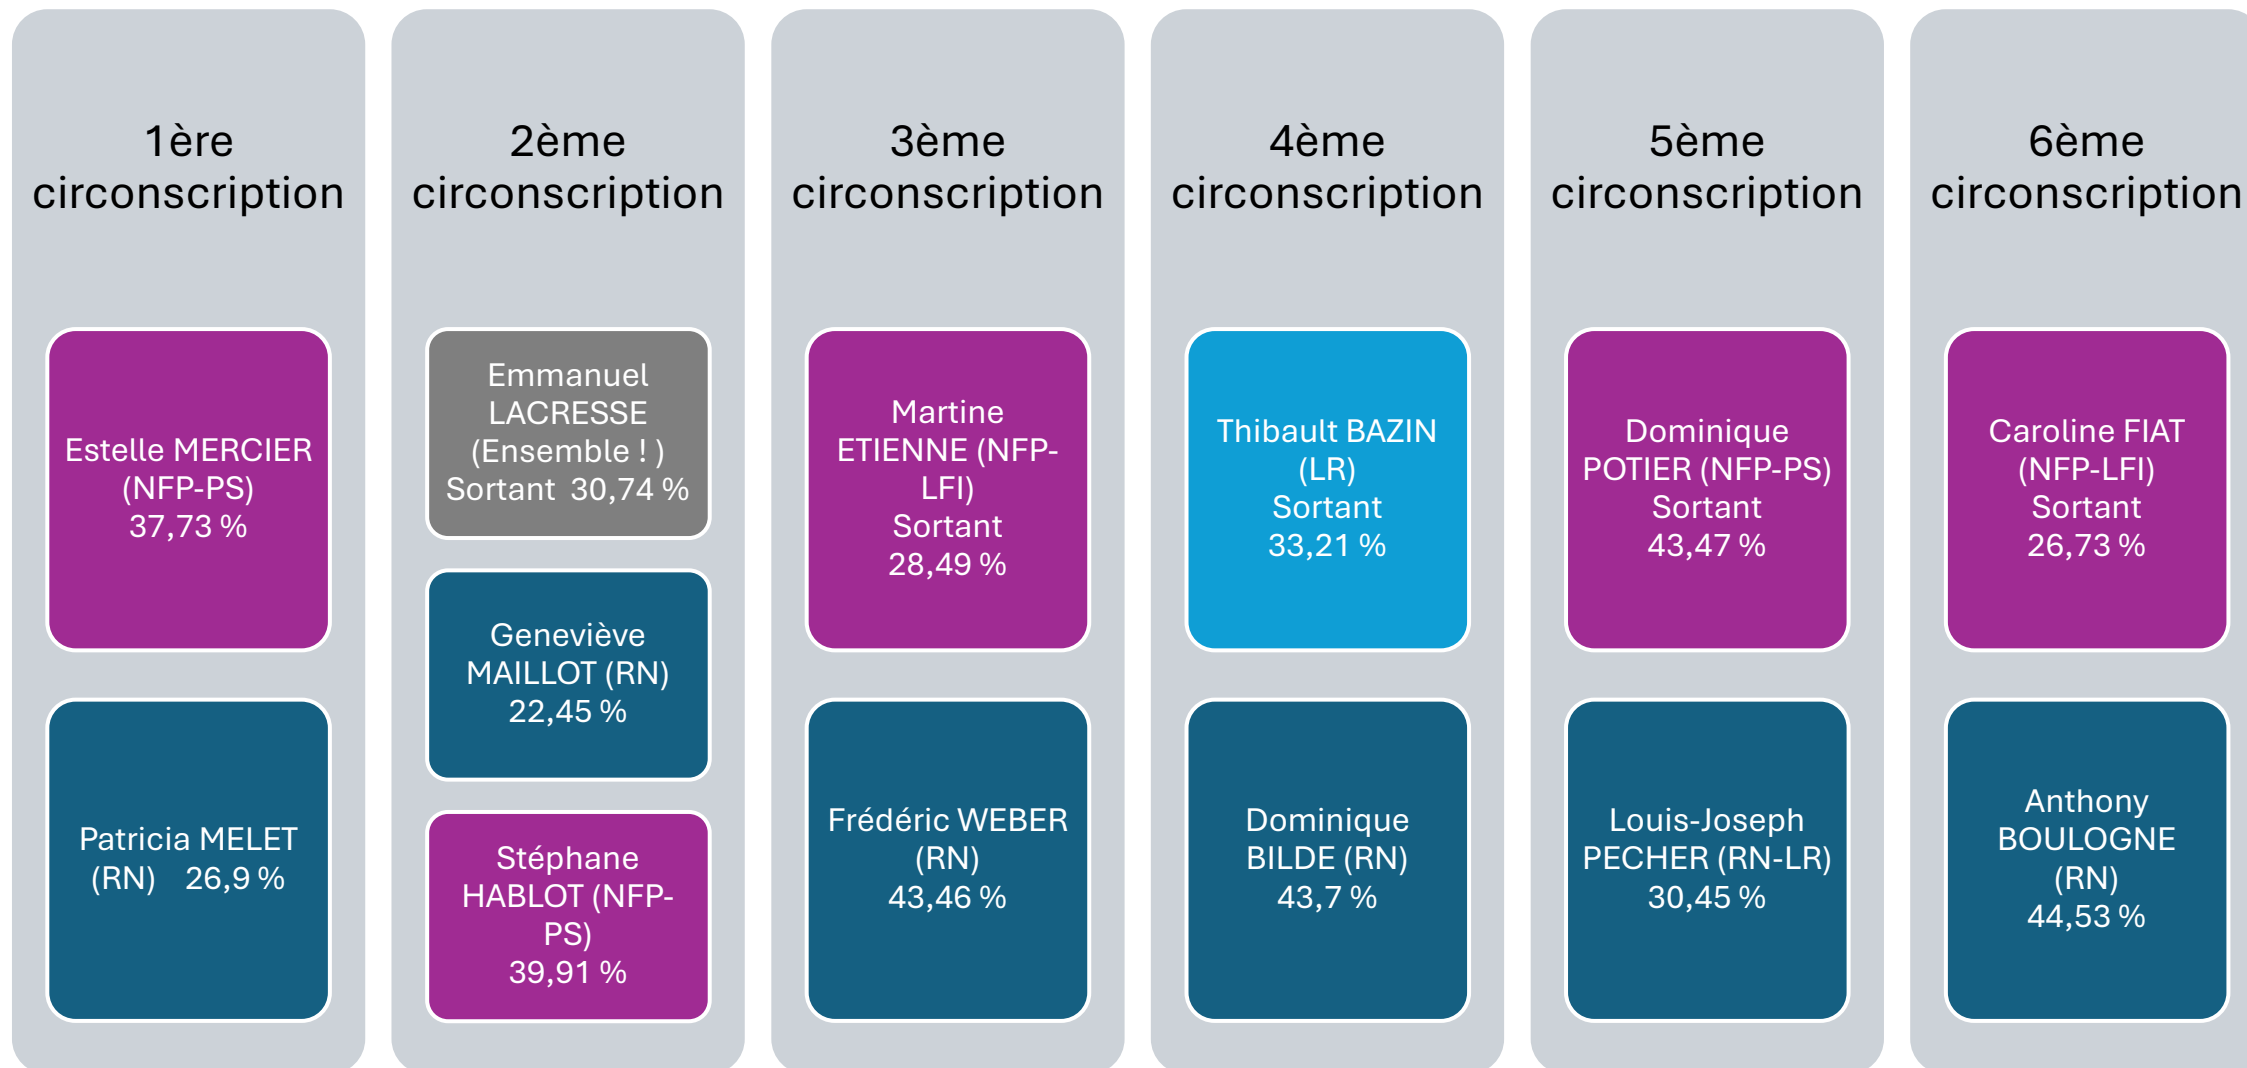 1ère
circonscription
Estelle MERCIER
(NFP-PS)
37,73 %
Patricia MELET
(RN) 26,9 %
2ème
circonscription
Emmanuel
LACRESSE
(Ensemble ! )
Sortant 30,74 %
Geneviève
MAILLOT (RN)
22,45 %
Stéphane
HABLOT (NFP-
PS)
39,91 %
3ème
circonscription
Martine
ETIENNE (NFP-
LFI)
Sortant
28,49 %
Frédéric WEBER
(RN)
43,46 %
4ème
circonscription
Thibault BAZIN
(LR)
Sortant
33,21 %
Dominique
BILDE (RN)
43,7 %
5ème
circonscription
Dominique
POTIER (NFP-PS)
Sortant
43,47 %
Louis-Joseph
PECHER (RN-LR)
30,45 %
6ème
circonscription
Caroline FIAT
(NFP-LFI)
Sortant
26,73 %
Anthony
BOULOGNE
(RN)
44,53 %